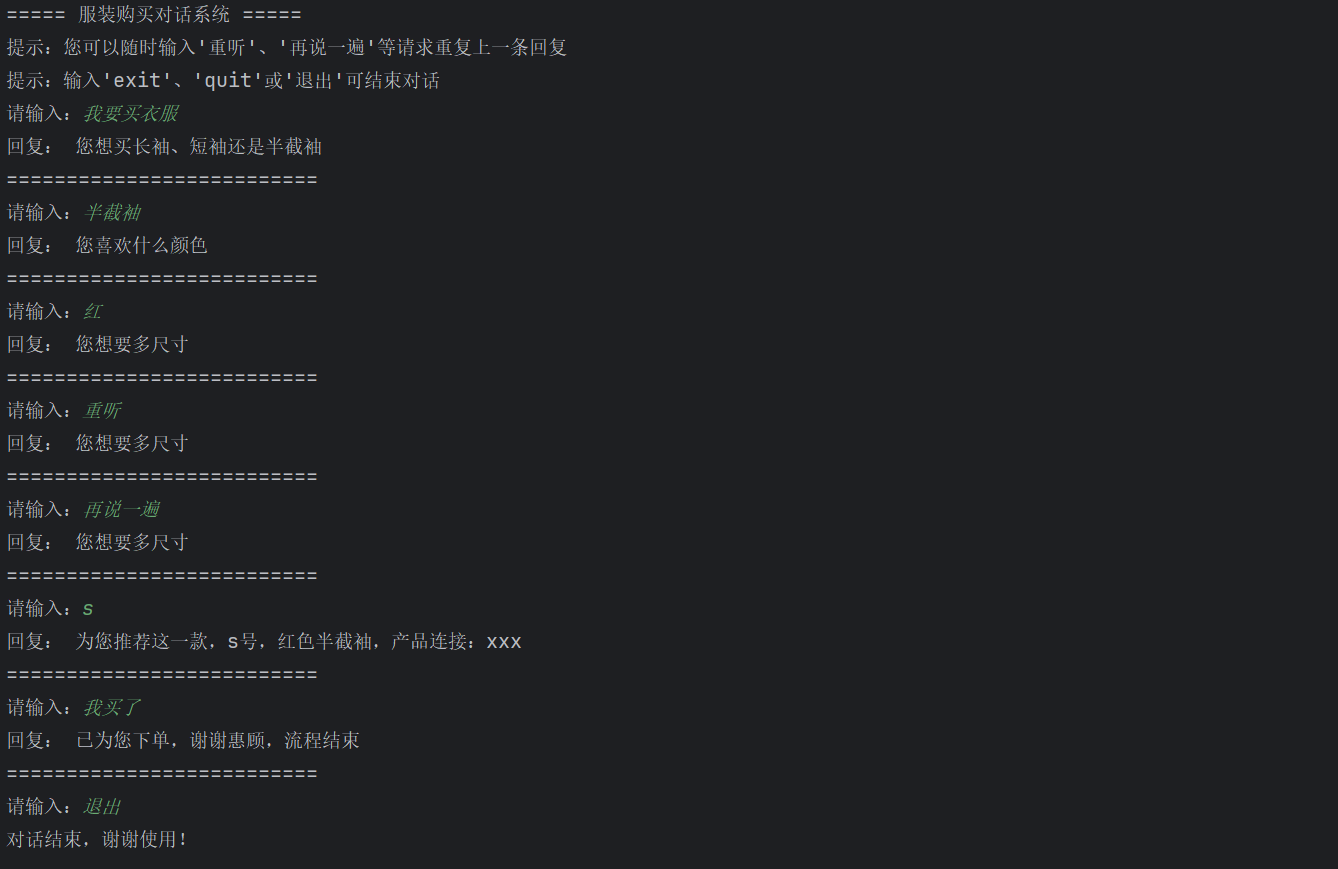 ===== 服装购买对话系统 =====
提示：您可以随时输入'重听'、'再说一遍'等请求重复上一条回复
提示：输入'exit'、'quit'或'退出'可结束对话
请输入：我要买衣服
回复： 您想买长袖、短袖还是半截袖
==========================
请输入：半截袖
回复： 您喜欢什么颜色
==========================
请输入：红
回复： 您想要多尺寸
==========================
请输入：重听
回复： 您想要多尺寸
==========================
请输入：再说一遍
回复： 您想要多尺寸
==========================
请输入：s
回复： 为您推荐这一款，s号，红色半截袖，产品连接：xxx
==========================
请输入：我买了
回复： 已为您下单，谢谢惠顾，流程结束
==========================
请输入：退出
对话结束，谢谢使用！